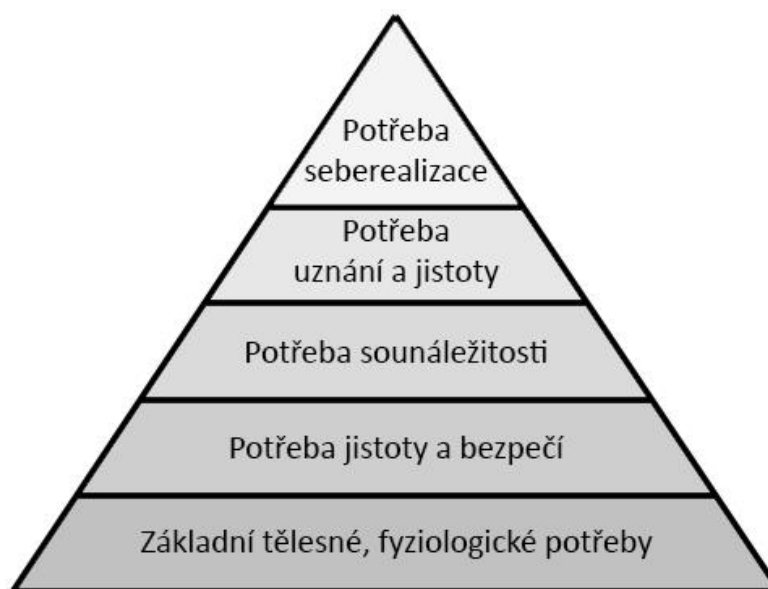 Potřeba
seberealizace
Potřeba
uznání a jistoty
Potřeba sounáležitosti
Potřeba jistoty a bezpečí
Základní tělesné, fyziologické potřeby